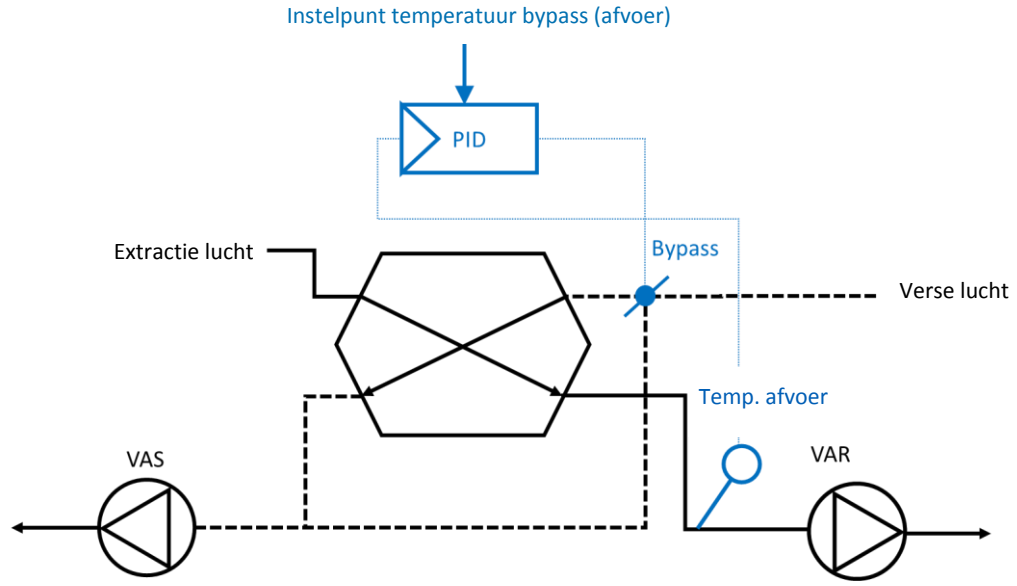 Instelpunt temperatuur bypass (afvoer)
PID
Extractie lucht
Bypass
Verse lucht
Temp. afvoer
VAS
VAR